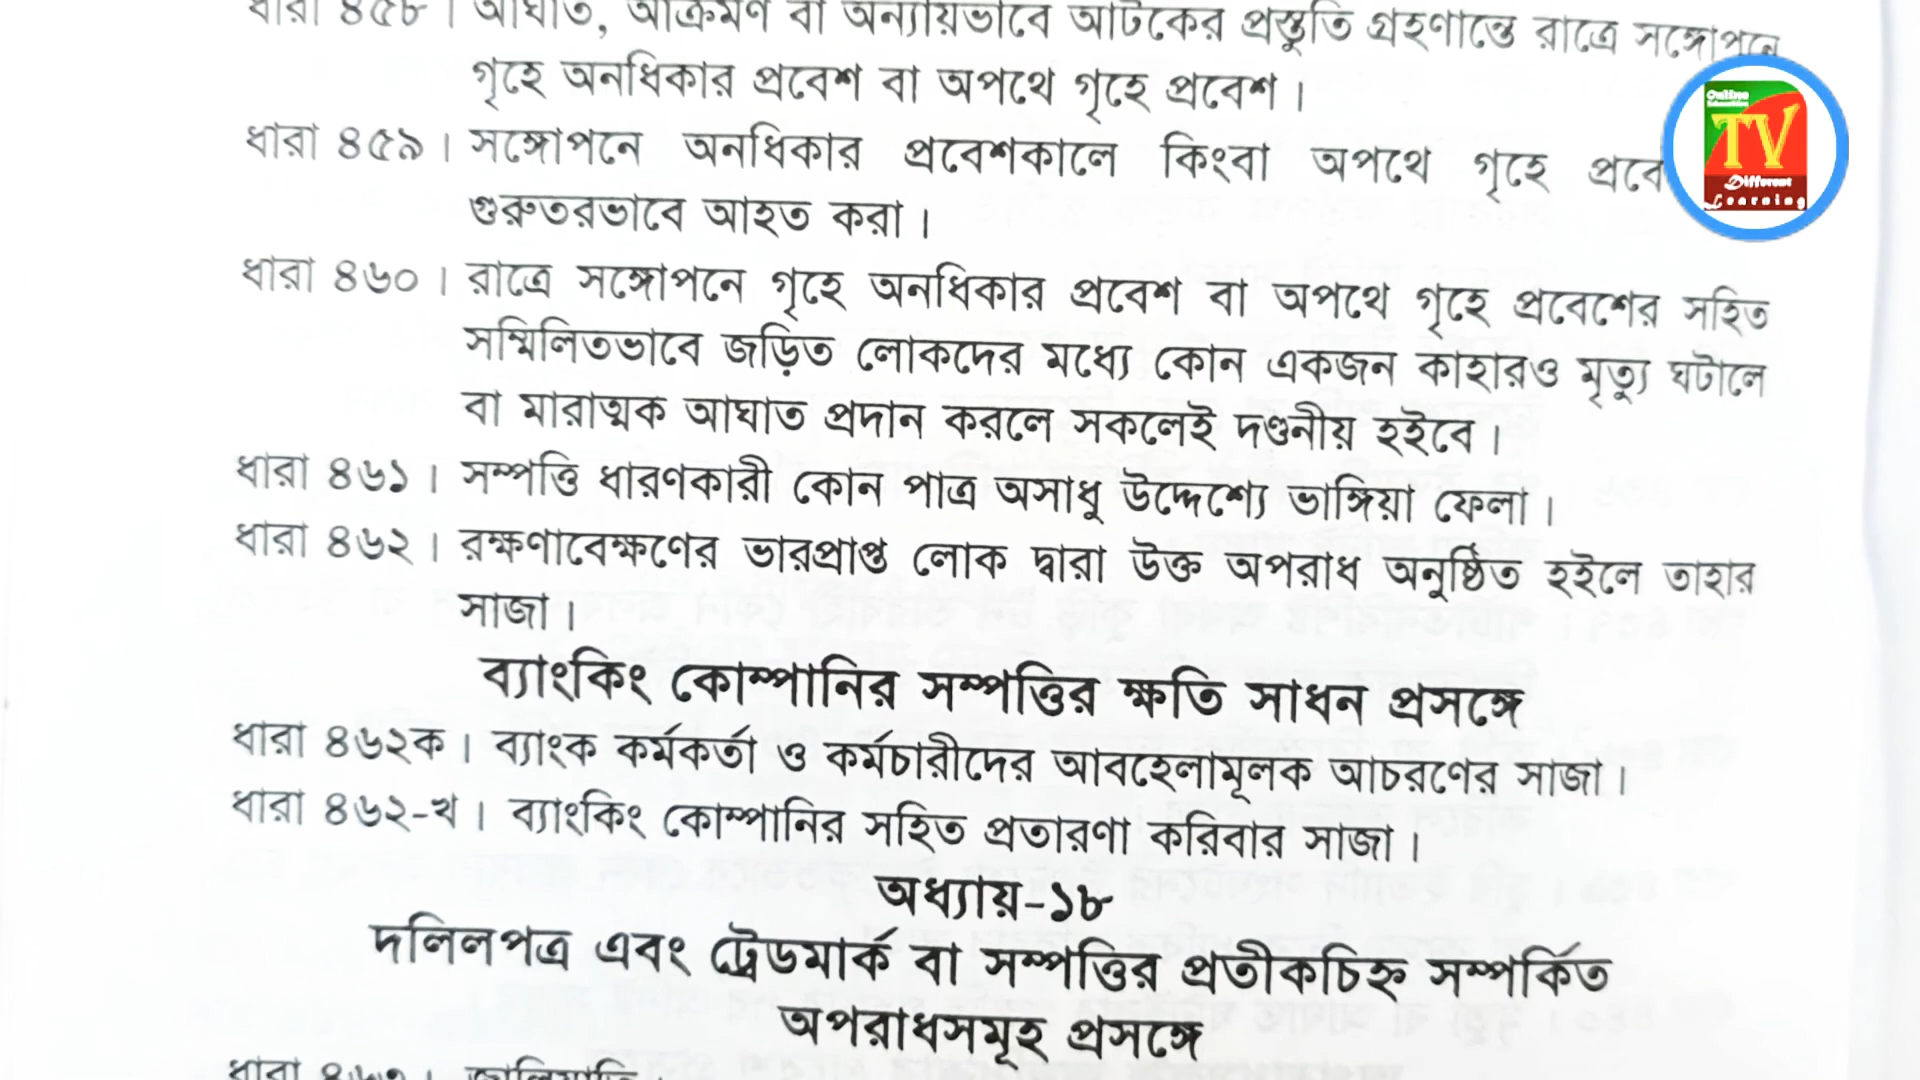 ধারা ৪৫৮। আঘাত, আক্রমণ বা অন্যায়ভাবে আটকের প্রস্তুতি গ্রহণান্তে রাত্রে সঙ্গোপনে
গৃহে অনধিকার প্রবেশ বা অপথে গৃহে প্রবেশ।
ধারা ৪৫৯। সঙ্গোপনে অনধিকার প্রবেশকালে কিংবা অপথে গৃহে
গুরুতরভাবে আহত করা।
ধারা ৪৬০। রাত্রে সঙ্গোপনে গৃহে অনধিকার প্রবেশ বা অপথে গৃহে প্রবেশের সহিত
সম্মিলিতভাবে জড়িত লোকদের মধ্যে কোন একজন কাহারও মৃত্যু ঘটালে
বা মারাত্মক আঘাত প্রদান করলে সকলেই দণ্ডনীয় হইবে।
ধারা ৪৬১। সম্পত্তি ধারণকারী কোন পাত্র অসাধু উদ্দেশ্যে ভাঙ্গিয়া ফেলা।
ধারা ৪৬২। রক্ষণাবেক্ষণের ভারপ্রাপ্ত লোক দ্বারা উক্ত অপরাধ অনুষ্ঠিত হইলে তাহার
সাজা।
ব্যাংকিং কোম্পানির সম্পত্তির ক্ষতি সাধন প্রসঙ্গে
ধারা ৪৬২ক। ব্যাংক কর্মকর্তা ও কর্মচারীদের আবহেলামূলক আচরণের সাজা।
ধারা ৪৬২-খ। ব্যাংকিং কোম্পানির সহিত প্রতারণা করিবার সাজা।
অধ্যায়-১৮
দলিলপত্র এবং ট্রেডমার্ক বা সম্পত্তির প্রতীকচিহ্ন সম্পর্কিত
অপরাধসমূহ প্রসঙ্গে
ধারা ৪৬৩। জালিয়াতি।
Online
TV
Different
Learning